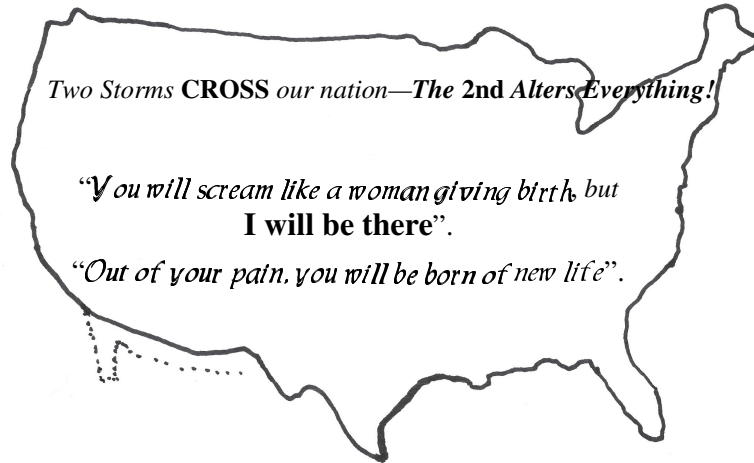 Two Storms CROSS our nation—The 2nd Alters Everything!
“You will scream like a woman giving birth, but
I will be there”.
“Out of your pain, you will be born of new life”.